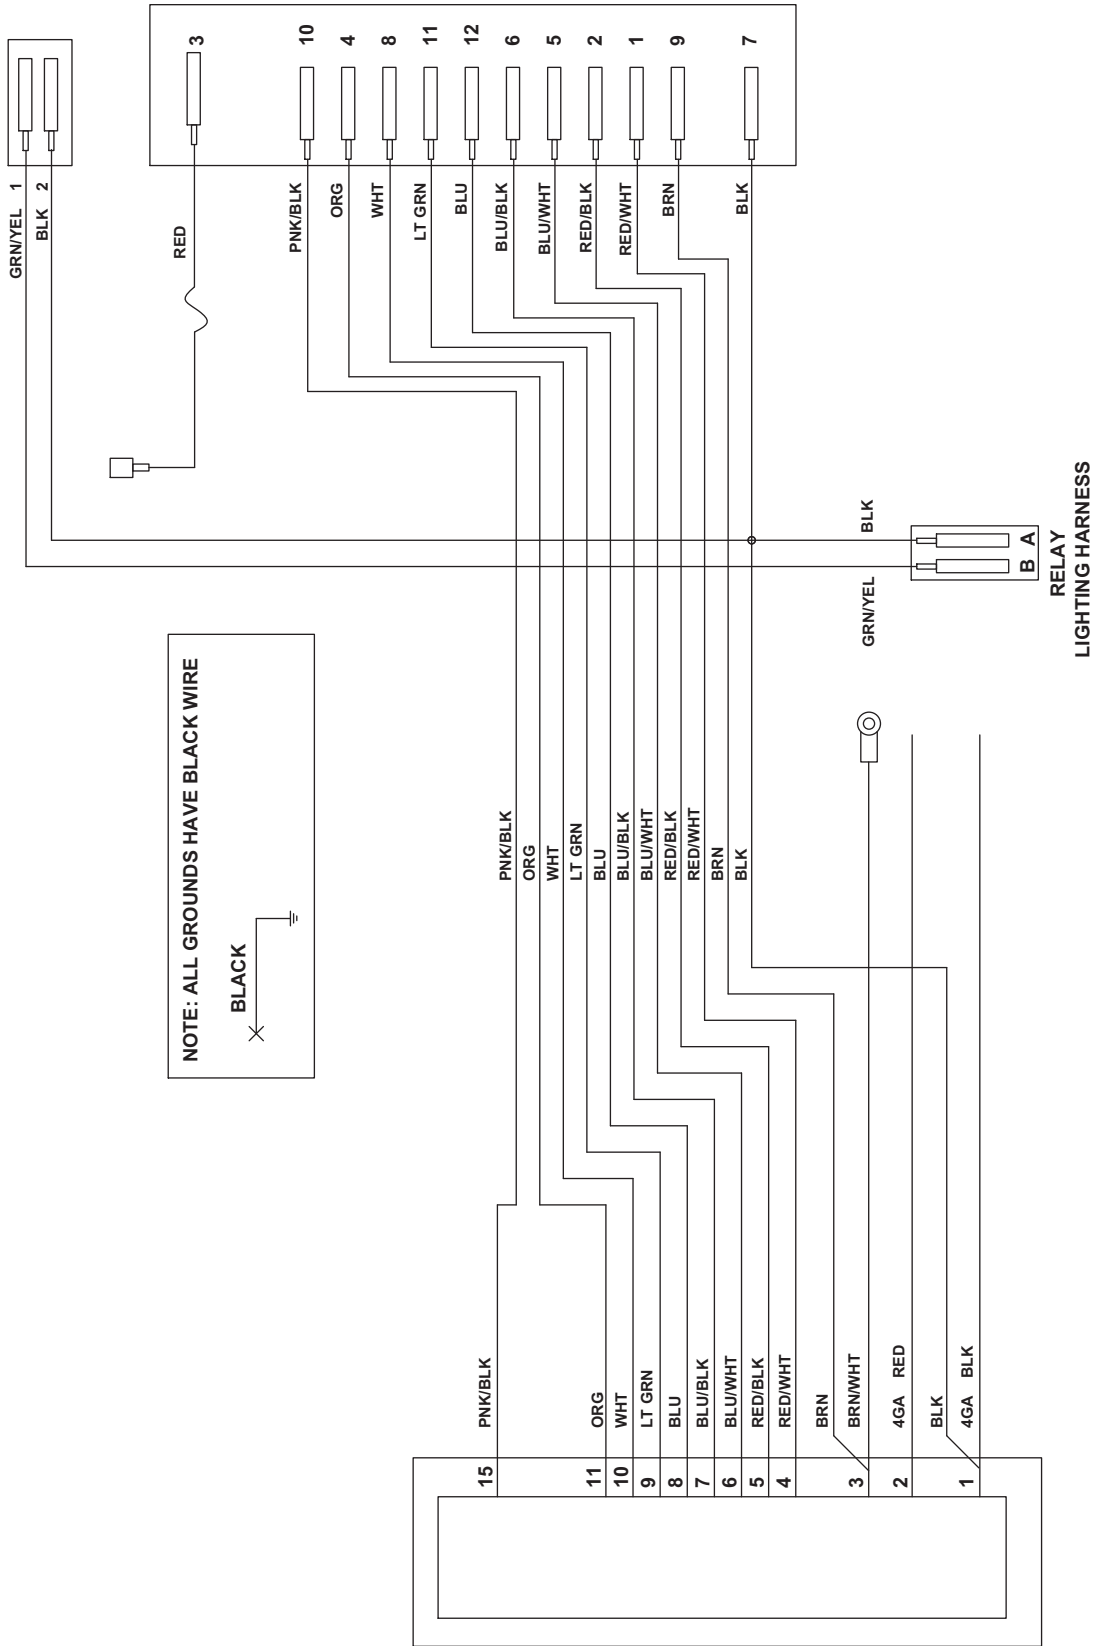 GRN/YEL 1
BLK 2
3
10
4
8
11
12
6
5
2
1
9
7
RED
PNK/BLK
ORG
WHT
LT GRN
BLU
BLU/BLK
BLU/WHT
RED/BLK
RED/WHT
BRN
BLK
NOTE: ALL GROUNDS HAVE BLACK WIRE
BLACK
BLK
GRN/YEL
A
B
RELAY
LIGHTING HARNESS
PNK/BLK
ORG
WHT
LT GRN
BLU
BLU/BLK
BLU/WHT
RED/BLK
RED/WHT
BRN
BLK
PNK/BLK
ORG
WHT
LT GRN
BLU
BLU/BLK
BLU/WHT
RED/BLK
RED/WHT
BRN
BRN/WHT
4GA RED
BLK
4GA BLK
15
11
10
9
8
7
6
5
4
3
2
1